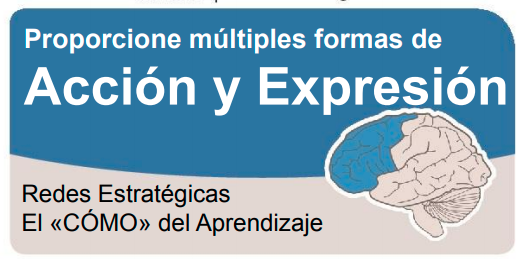 Proporcione múltiples formas de
Acción y Expresión
Redes Estratégicas
El «CÓMO» del Aprendizaje